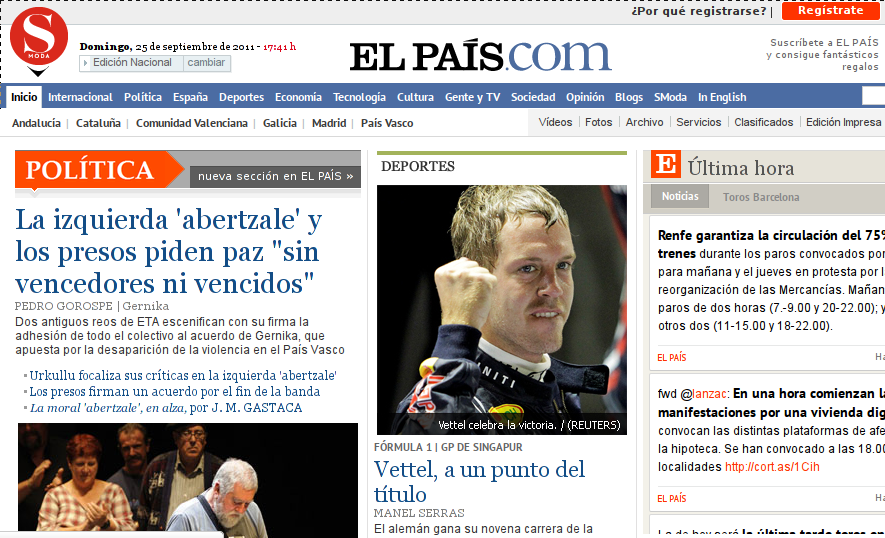 ¿Por qué registrarse? |
Regístrate
S
MODA
Domingo, 25 de septiembre de 2011 - 17:41 h
Edición Nacional
cambiar
EL PAÍS.com
Suscríbete a EL PAÍS
y consigue fantásticos
regalos
Inicio Internacional Política España Deportes Economía Tecnología Cultura Gente y TV Sociedad Opinión Blogs SModa In English
Andalucía | Cataluña | Comunidad Valenciana | Galicia | Madrid | País Vasco
Vídeos | Fotos | Archivo | Servicios | Clasificados | Edición Impresa
POLÍTICA
nueva sección en EL PAÍS »
La izquierda 'abertzale' y
los presos piden paz "sin
vencedores ni vencidos"
PEDRO GOROSPE | Gernika
Dos antiguos reos de ETA escenifican con su firma la
adhesión de todo el colectivo al acuerdo de Gernika, que
apuesta por la desaparición de la violencia en el País Vasco
Urkullu focaliza sus críticas en la izquierda 'abertzale'
Los presos firman un acuerdo por el fin de la banda
La moral 'abertzale', en alza, por J. M. GASTACA
DEPORTES
INITI
Vettel celebra la victoria. / (REUTERS)
FÓRMULA 1 | GP DE SINGAPUR
Vettel, a un punto del
título
MANEL SERRAS
El alemán gana su novena carrera de la
E Última hora
Noticias Toros Barcelona
Renfe garantiza la circulación del 75%
trenes durante los paros convocados por
para mañana y el jueves en protesta por l
reorganización de las Mercancías. Mañan
paros de dos horas (7.-9.00 y 20-22.00); y
otros dos (11-15.00 y 18-22.00).
EL PAÍS
Ha
fwd @lanzac: En una hora comienzan la
manifestaciones por una vivienda dig
convocan las distintas plataformas de afe
la hipoteca. Se han convocado a las 18.00
localidades http://cort.as/1Cih
EL PAÍS
Ha